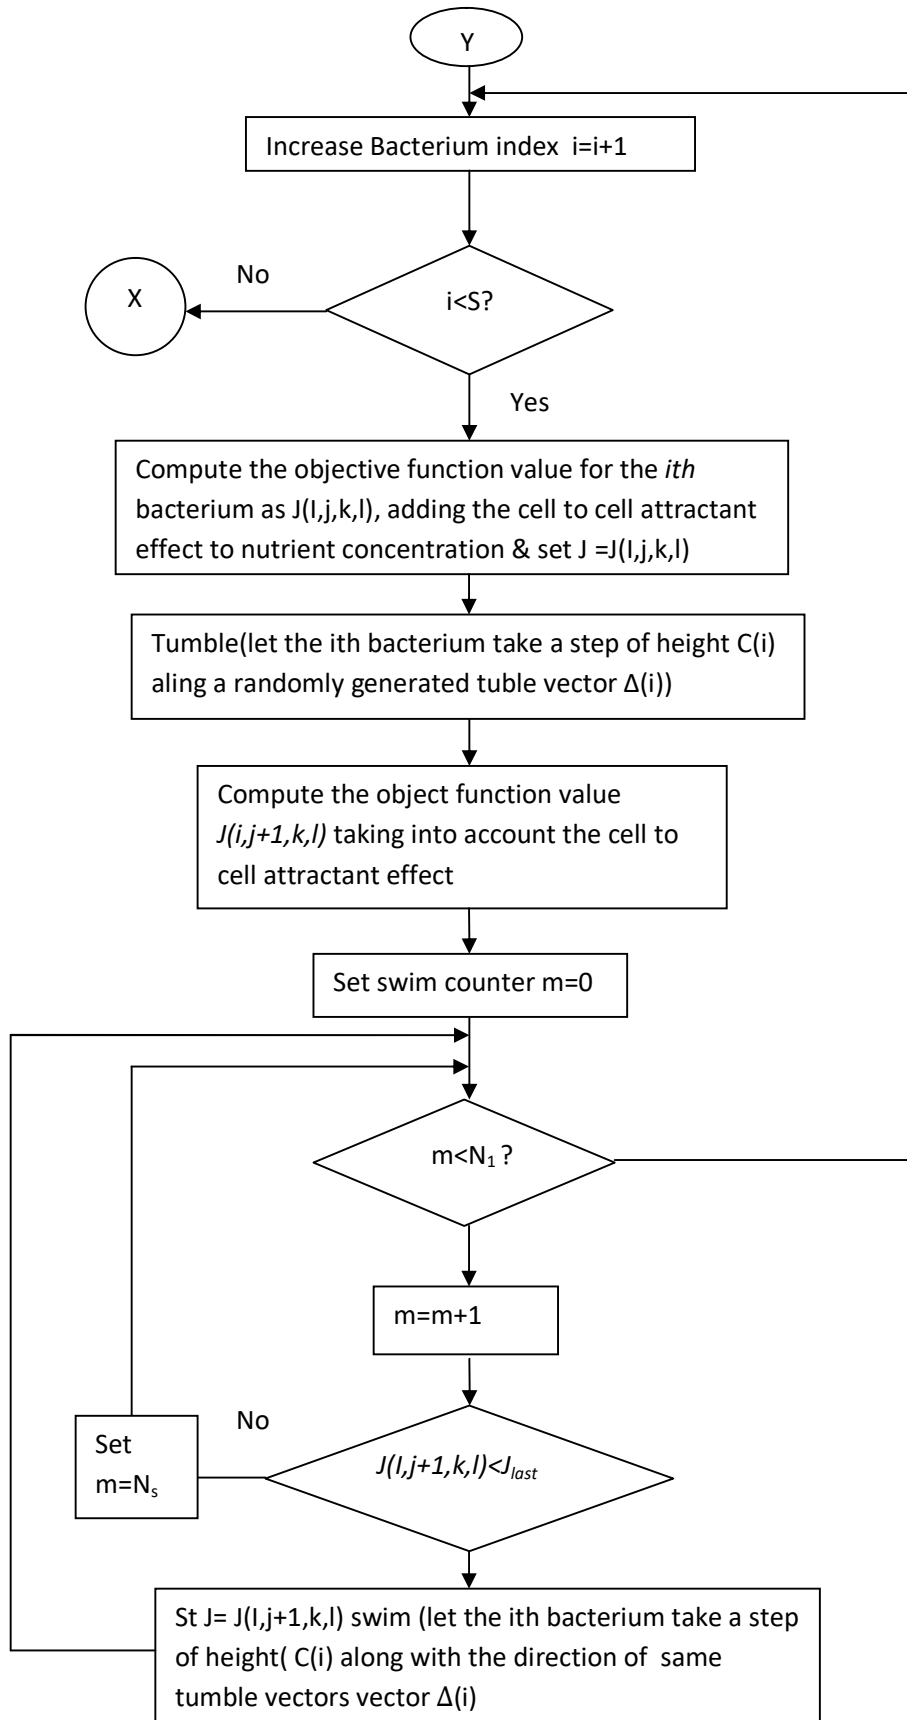 Y
Increase Bacterium index i=i+1
No
X
i<S?
Yes
Compute the objective function value for the ith
bacterium as J(I,j,k,l), adding the cell to cell attractant
effect to nutrient concentration & set J =J(I,j,k,l)
Tumble(let the ith bacterium take a step of height C(i)
aling a randomly generated tuble vector Δ(i))
Compute the object function value
J(i,j+1,k,l) taking into account the cell to
cell attractant effect
Set swim counter m=0
m<N₁ ?
m=m+1
No
Set
m=Nₛ
J(I,j+1,k,l)<J_last
St J= J(I,j+1,k,l) swim (let the ith bacterium take a step
of height( C(i) along with the direction of same
tumble vectors vector Δ(i)